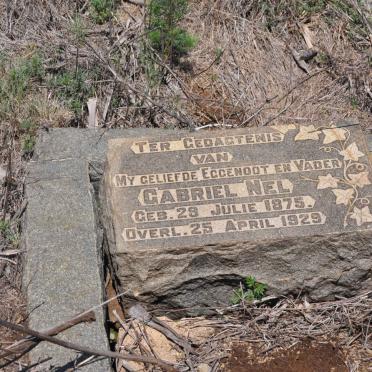 TER GEDAGTENIS
VAN
MY GELIEFDE EGGENOOT EN VADER
GABRIEL NEL
GEB. 29 JULIE 1875.
OVERL. 25 APRIL 1929.